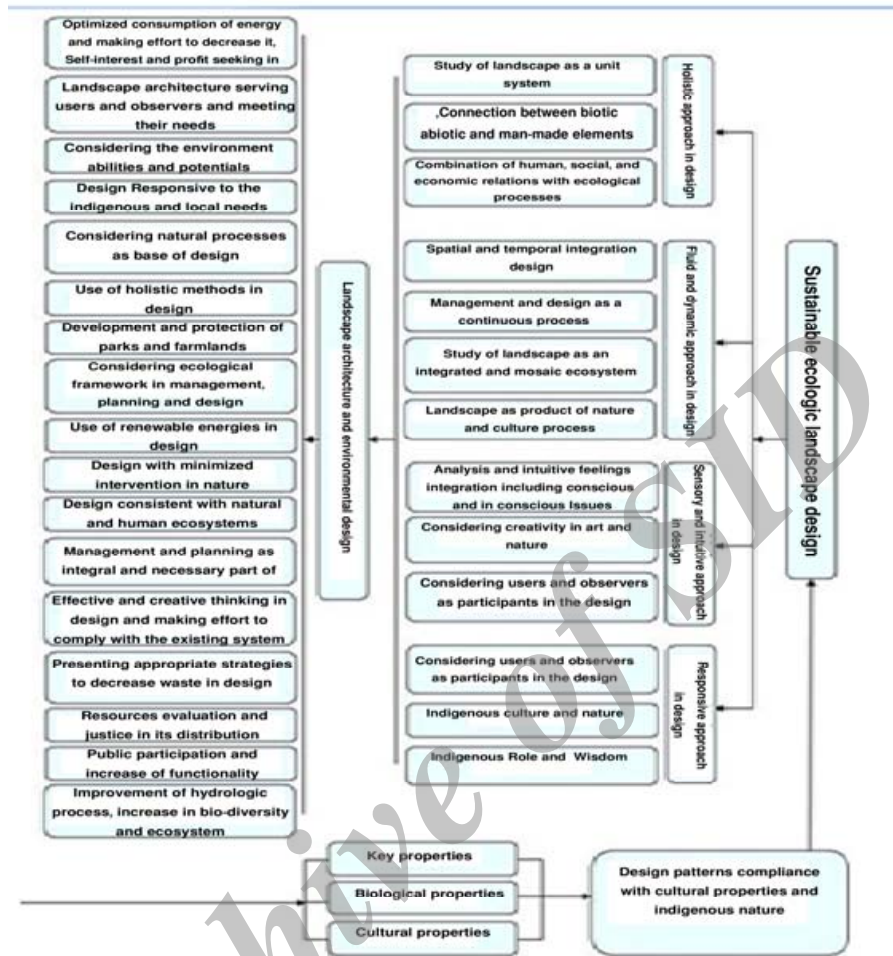 Optimized consumption of energy
and making effort to decrease it,
Self-interest and profit seeking in
Landscape architecture serving
users and observers and meeting
their needs
Considering the environment
abilities and potentials
Design Responsive to the
indigenous and local needs
Considering natural processes
as base of design
Use of holistic methods in
design
Development and protection of
parks and farmlands
Considering ecological
framework in management,
planning and design
Use of renewable energies in
design
Design with minimized
intervention in nature
Design consistent with natural
and human ecosystems
Management and planning as
integral and necessary part of
Effective and creative thinking in
design and making effort to
comply with the existing system
Presenting appropriate strategies
to decrease waste in design
Resources evaluation and
justice in its distribution
Public participation and
increase of functionality
Improvement of hydrologic
process, increase in bio-diversity
and ecosystem
Landscape architecture and environmental design
Study of landscape as a unit
system
,Connection between biotic
abiotic and man-made elements
Combination of human, social, and
economic relations with ecological
processes
Spatial and temporal integration
design
Management and design as a
continuous process
Study of landscape as an
integrated and mosaic ecosystem
Landscape as product of nature
and culture process
Analysis and intuitive feelings
integration including conscious
and in conscious Issues
Considering creativity in art and
nature
Considering users and observers
as participants in the design
Considering users and observers
as participants in the design
Indigenous culture and nature
Indigenous Role and Wisdom
Holistic approach in design
Fluid and dynamic approach in design
Sensory and intuitive approach
in design
Responsive approach
in design
Sustainable ecologic landscape design
Key properties
Biological properties
Cultural properties
Design patterns compliance
with cultural properties and
indigenous nature
hive of SID